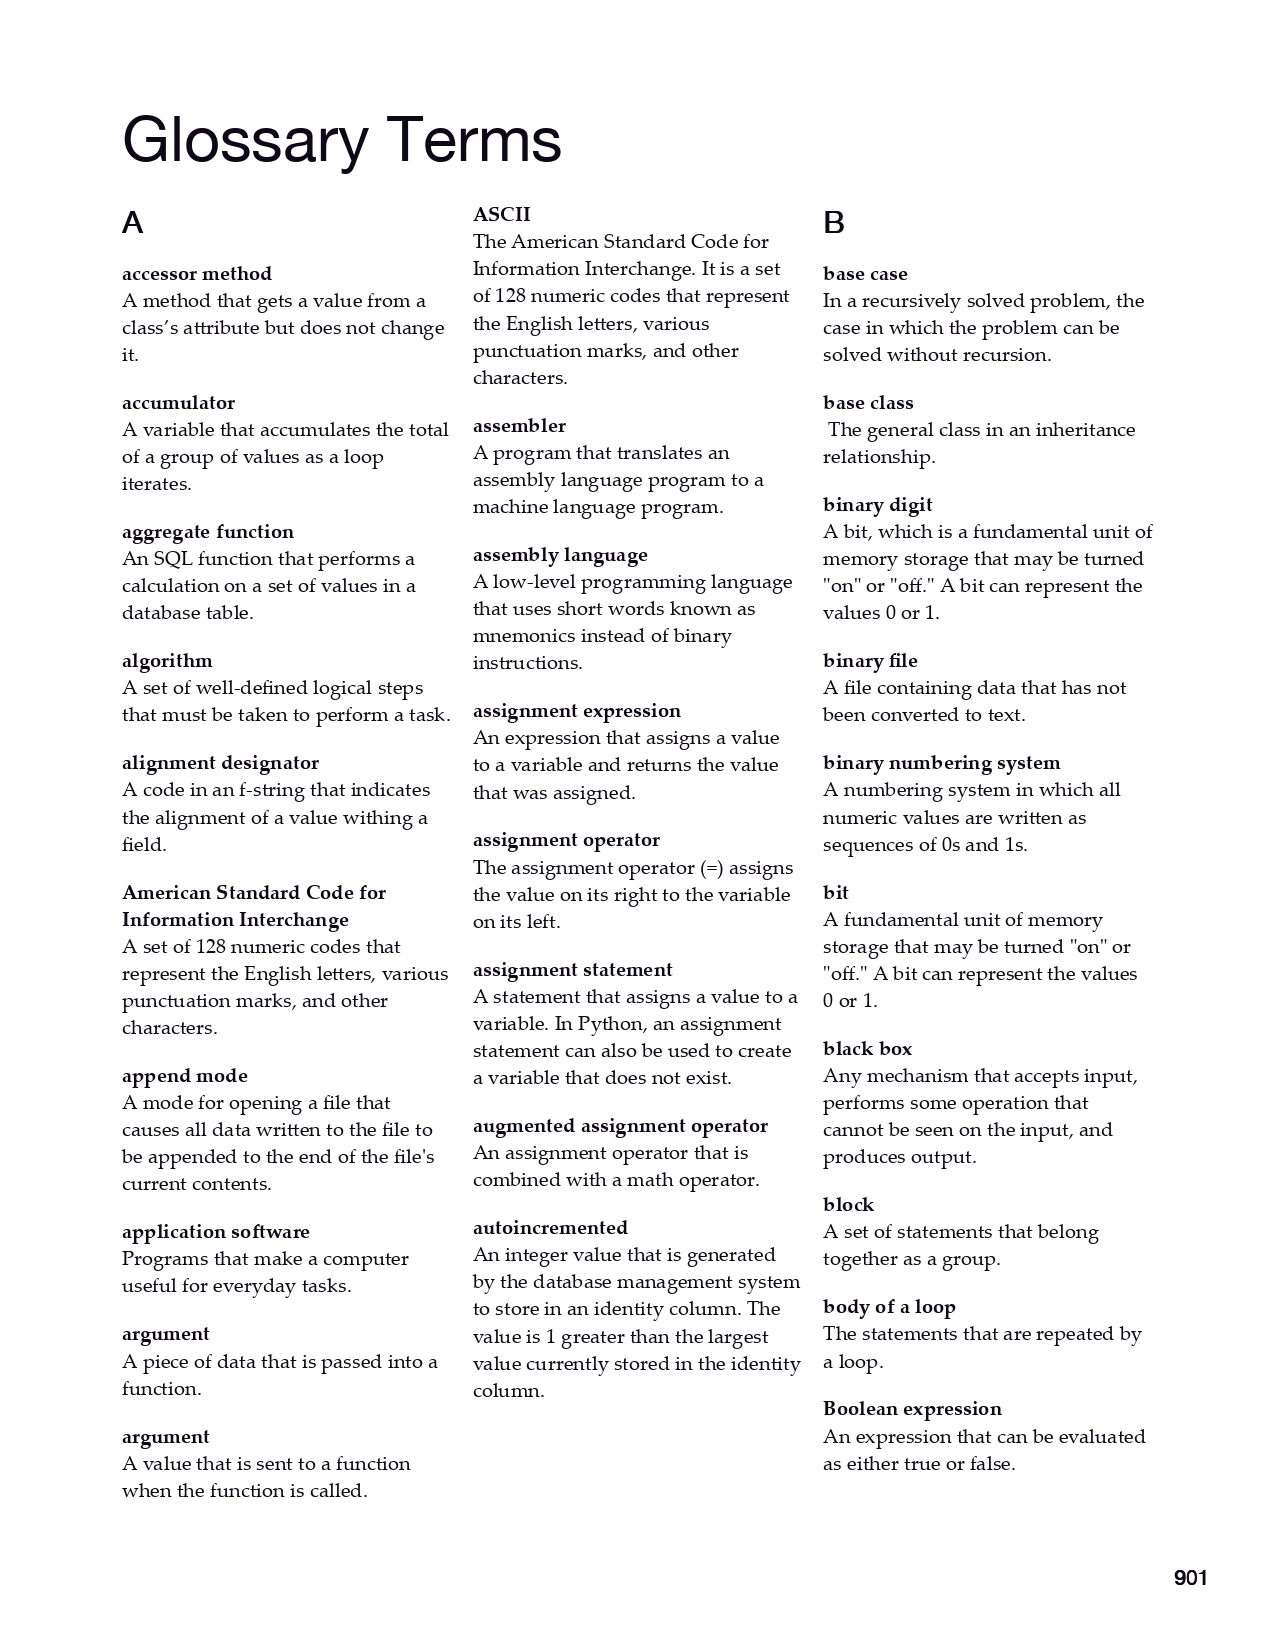 Glossary Terms
A
accessor method
A method that gets a value from a
class’s attribute but does not change
it.
accumulator
A variable that accumulates the total
of a group of values as a loop
iterates.
aggregate function
An SQL function that performs a
calculation on a set of values in a
database table.
algorithm
A set of well-defined logical steps
that must be taken to perform a task.
alignment designator
A code in an f-string that indicates
the alignment of a value withing a
field.
American Standard Code for
Information Interchange
A set of 128 numeric codes that
represent the English letters, various
punctuation marks, and other
characters.
append mode
A mode for opening a file that
causes all data written to the file to
be appended to the end of the file's
current contents.
application software
Programs that make a computer
useful for everyday tasks.
argument
A piece of data that is passed into a
function.
argument
A value that is sent to a function
when the function is called.
ASCII
The American Standard Code for
Information Interchange. It is a set
of 128 numeric codes that represent
the English letters, various
punctuation marks, and other
characters.
assembler
A program that translates an
assembly language program to a
machine language program.
assembly language
A low-level programming language
that uses short words known as
mnemonics instead of binary
instructions.
assignment expression
An expression that assigns a value
to a variable and returns the value
that was assigned.
assignment operator
The assignment operator (=) assigns
the value on its right to the variable
on its left.
assignment statement
A statement that assigns a value to a
variable. In Python, an assignment
statement can also be used to create
a variable that does not exist.
augmented assignment operator
An assignment operator that is
combined with a math operator.
autoincremented
An integer value that is generated
by the database management system
to store in an identity column. The
value is 1 greater than the largest
value currently stored in the identity
column.
B
base case
In a recursively solved problem, the
case in which the problem can be
solved without recursion.
base class
The general class in an inheritance
relationship.
binary digit
A bit, which is a fundamental unit of
memory storage that may be turned
"on" or "off." A bit can represent the
values 0 or 1.
binary file
A file containing data that has not
been converted to text.
binary numbering system
A numbering system in which all
numeric values are written as
sequences of 0s and 1s.
bit
A fundamental unit of memory
storage that may be turned "on" or
"off." A bit can represent the values
0 or 1.
black box
Any mechanism that accepts input,
performs some operation that
cannot be seen on the input, and
produces output.
block
A set of statements that belong
together as a group.
body of a loop
The statements that are repeated by
a loop.
Boolean expression
An expression that can be evaluated
as either true or false.
901